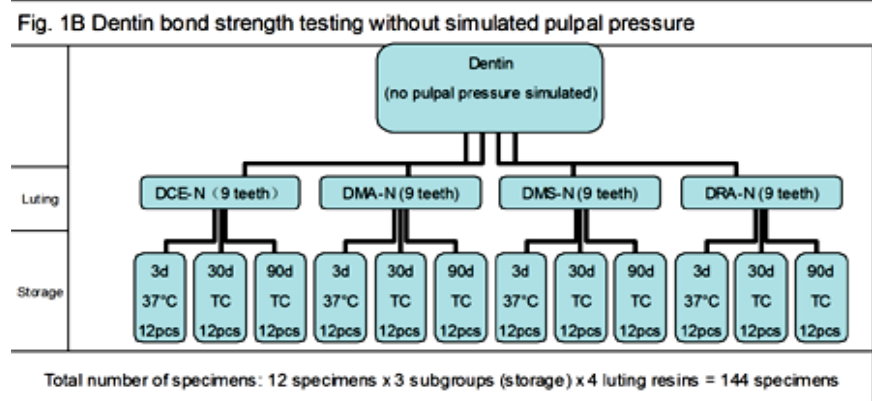 Fig. 1B Dentin bond strength testing without simulated pulpal pressure
Dentin
(no pulpal pressure simulated)
Luting
DCE-N（9 teeth）
DMA-N (9 teeth)
DMS-N (9 teeth)
DRA-N (9 teeth)
Storage
3d 30d 90d 3d 30d 90d 3d 30d 90d 3d 30d 90d
37°C TC TC 37°C TC TC 37°C TC TC 37°C TC TC
12pcs 12pcs 12pcs 12pcs 12pcs 12pcs 12pcs 12pcs 12pcs 12pcs 12pcs 12pcs
Total number of specimens: 12 specimens x 3 subgroups (storage) x 4 luting resins = 144 specimens